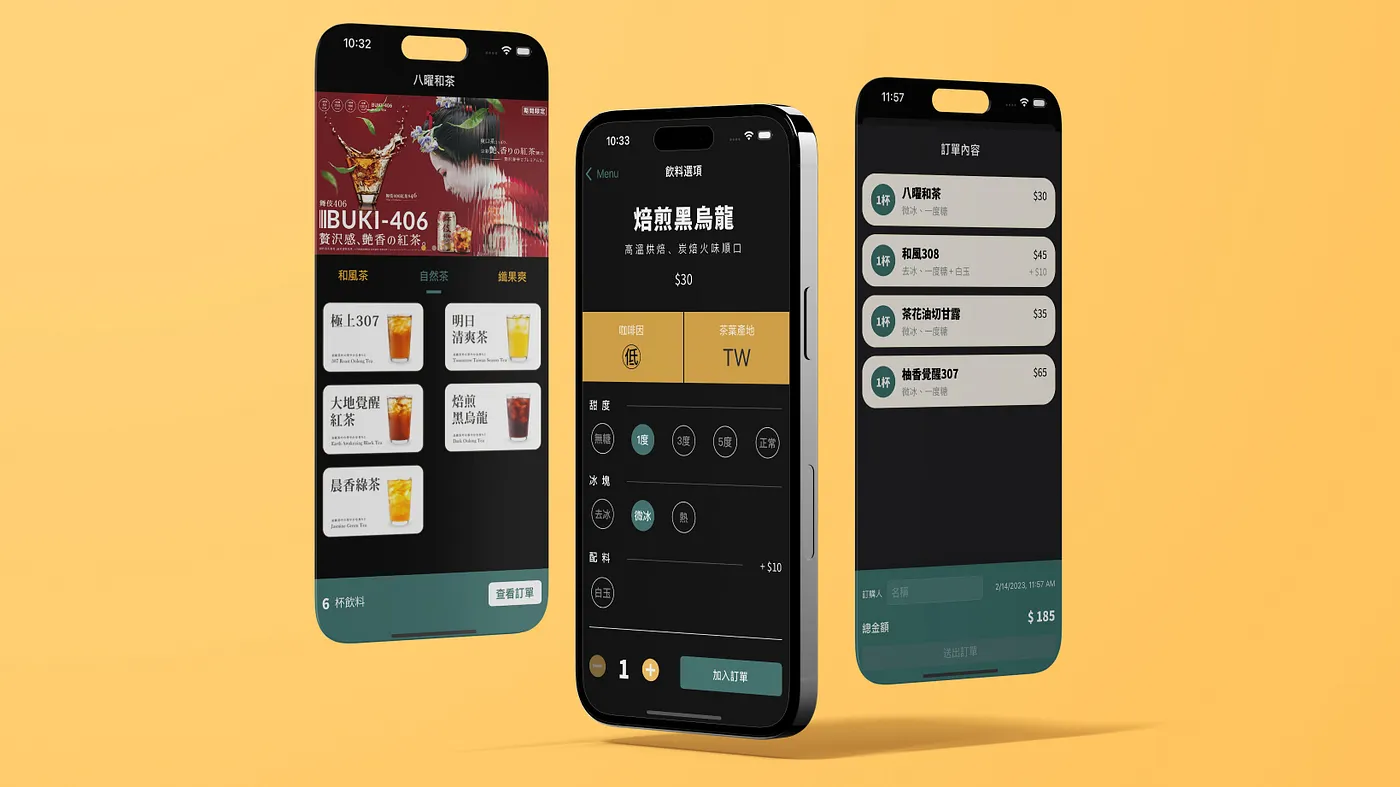 10:32
八曜和茶
BUKI-406
期間限定
艶、香りの紅茶
舞伎406
BUKI-406
贅沢感、艶香の紅茶。
和風茶
自然茶
纖果爽
極上307
307 Roast Oolong Tea
明日
清爽茶
Tomorrow Taiwan Season Tea
大地覺醒
紅茶
Earth Awakening Black Tea
焙煎
黑烏龍
Dark Oolong Tea
晨香綠茶
Jasmine Green Tea
6 杯飲料
查看訂單
10:33
Menu
飲料選項
焙煎黑烏龍
高溫烘焙、炭焙火味順口
$30
咖啡因
低
茶葉產地
TW
甜度
無糖
1度
3度
5度
正常
冰塊
去冰
微冰
熱
配料
+ $10
白玉
1
加入訂單
11:57
訂單內容
1杯
八曜和茶
$30
微冰、一度糖
1杯
和風308
$45
去冰、一度糖 + 白玉
+ $10
1杯
茶花油切甘露
$35
微冰、一度糖
1杯
柚香覺醒307
$65
微冰、一度糖
訂購人
名稱
2/14/2023, 11:57 AM
總金額
$ 185
送出訂單